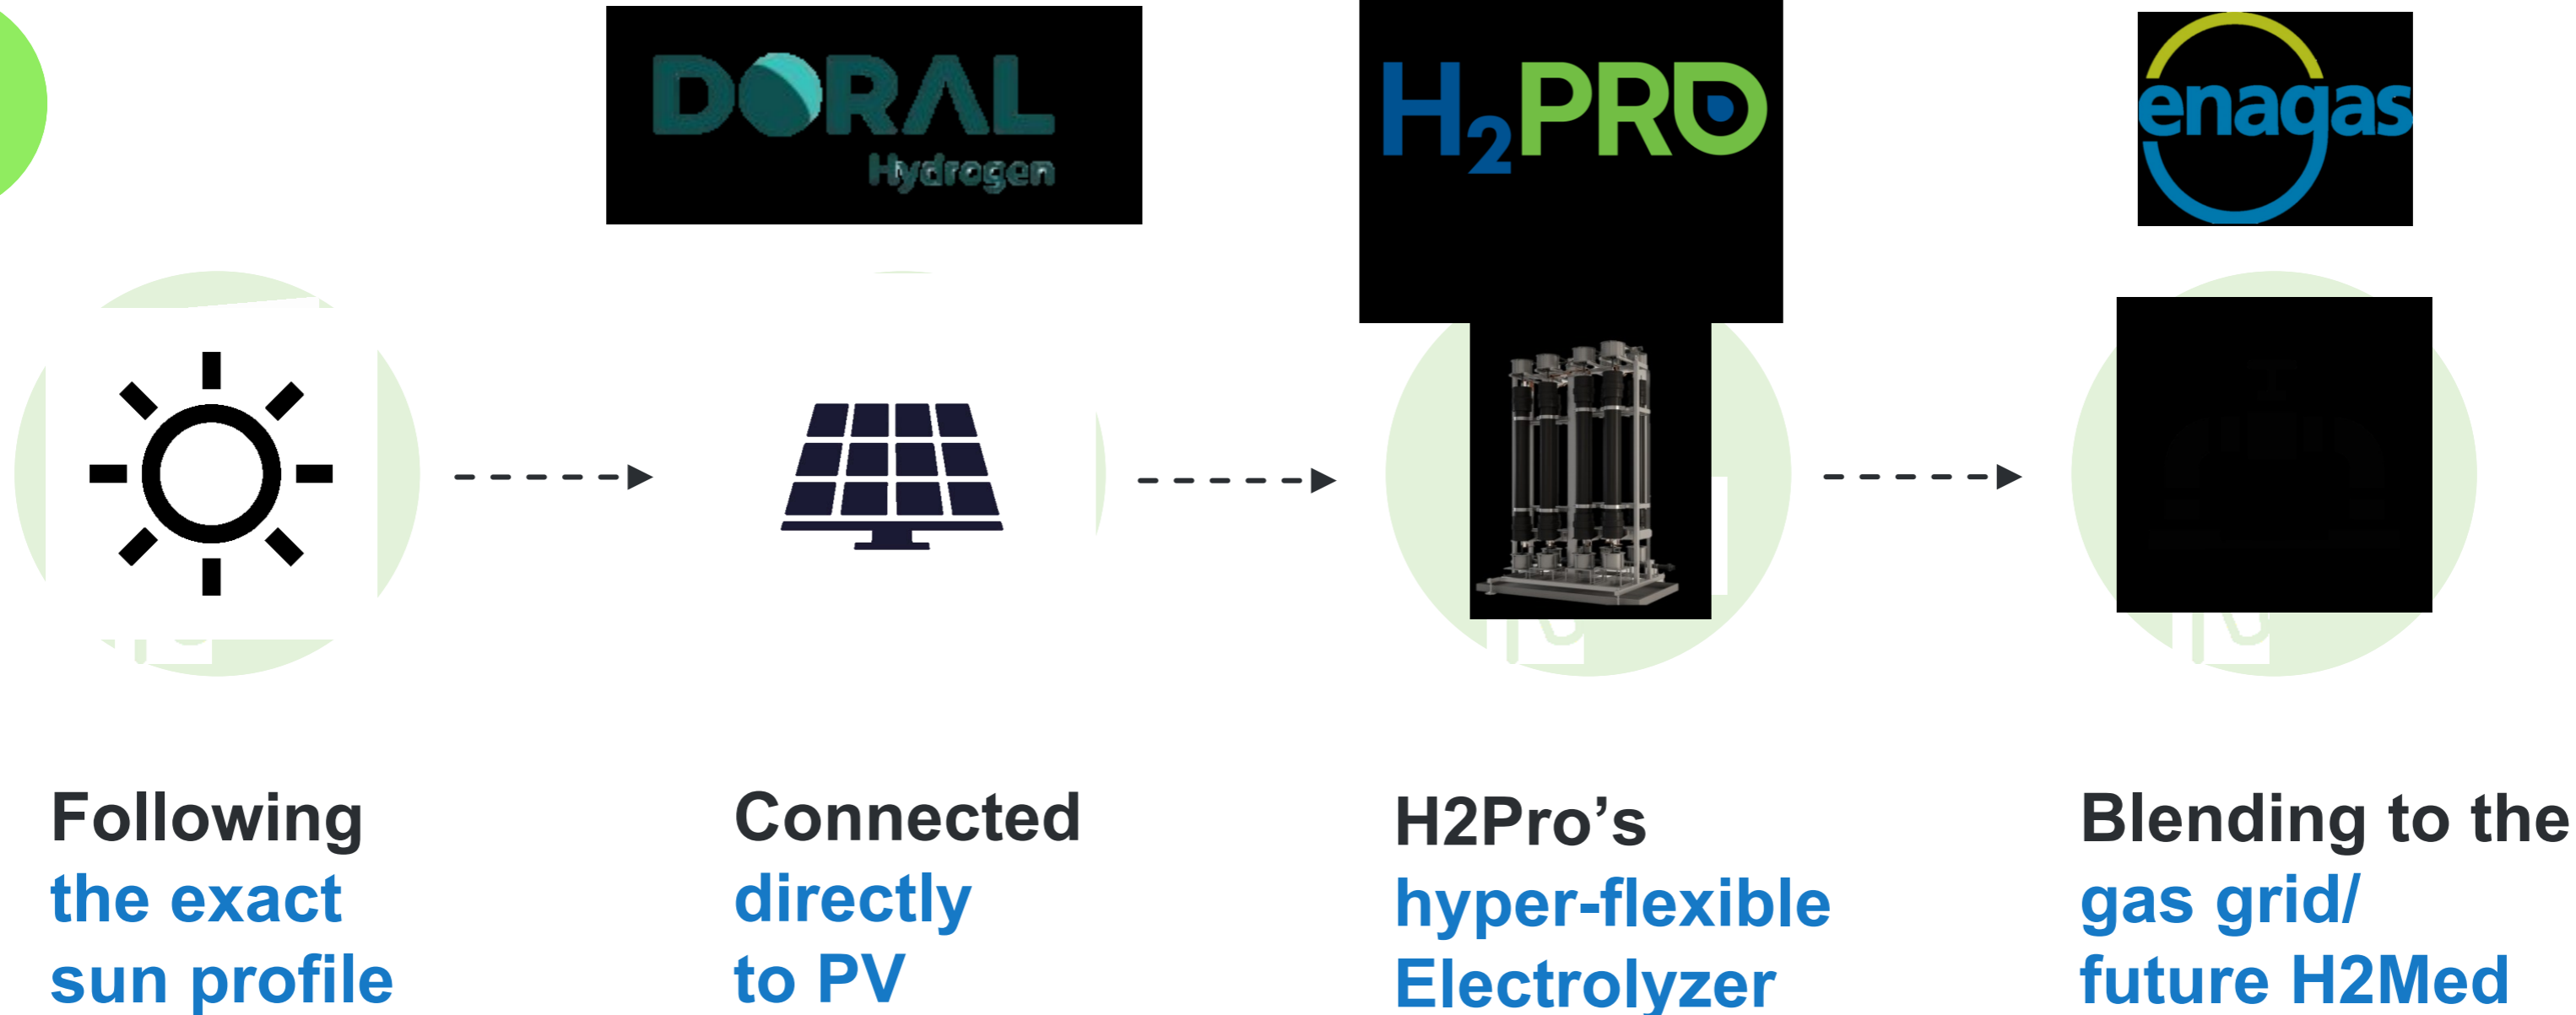 DORAL
Hydrogen
H2PRO
enagas
Following
the exact
sun profile
Connected
directly
to PV
H2Pro’s
hyper-flexible
Electrolyzer
Blending to the
gas grid/
future H2Med